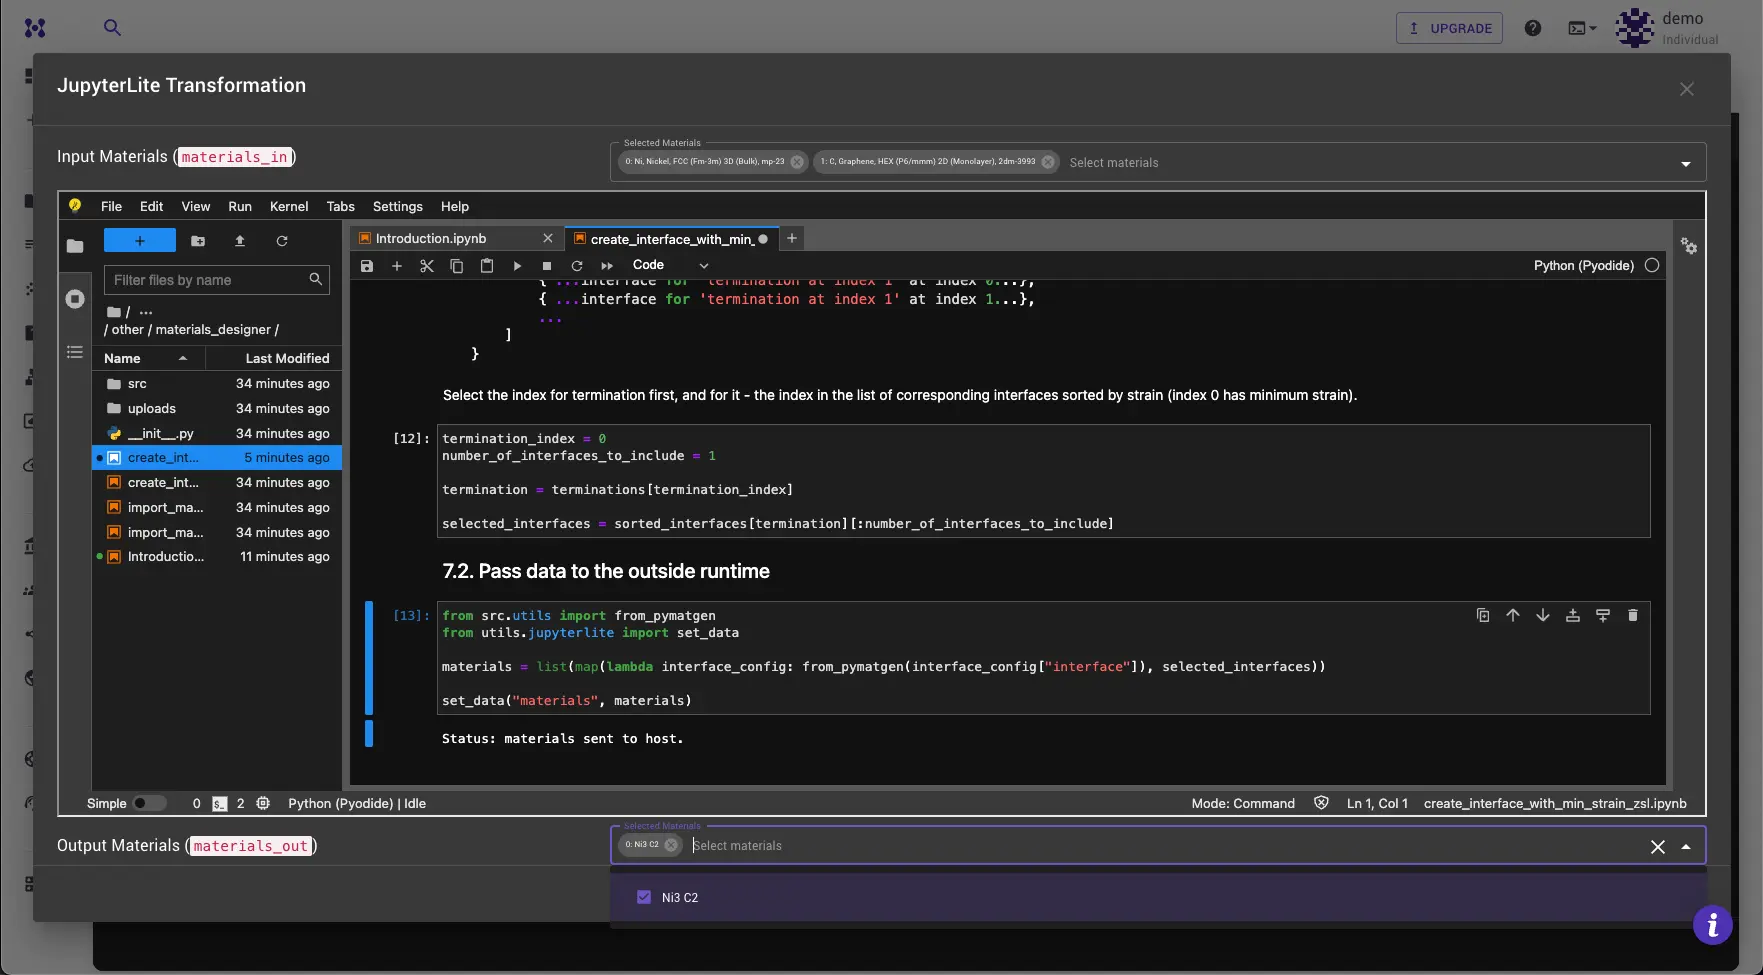 demo
UPGRADE
Individual
JupyterLite Transformation
Input Materials (materials_in)
Selected Materials
0: Ni, Nickel, FCC (Fm-3m) 3D (Bulk), mp-23
1: C, Graphene, HEX (P6/mmm) 2D (Monolayer), 2dm-3993
Select materials
File Edit View Run Kernel Tabs Settings Help
Introduction.ipynb
create_interface_with_min_
Code
Python (Pyodide)
Filter files by name
/ ...
/ other / materials_designer /
Name Last Modified
src 34 minutes ago
uploads 34 minutes ago
__init__.py 34 minutes ago
create_int... 5 minutes ago
create_int... 34 minutes ago
import_ma... 34 minutes ago
import_ma... 34 minutes ago
Introductio... 11 minutes ago
{ ...interface for 'termination at index 1' at index 0...},
{ ...interface for 'termination at index 1' at index 1...},
...
]
}
Select the index for termination first, and for it - the index in the list of corresponding interfaces sorted by strain (index 0 has minimum strain).
[12]:
termination_index = 0
number_of_interfaces_to_include = 1
termination = terminations[termination_index]
selected_interfaces = sorted_interfaces[termination][:number_of_interfaces_to_include]
7.2. Pass data to the outside runtime
[13]:
from src.utils import from_pymatgen
from utils.jupyterlite import set_data
materials = list(map(lambda interface_config: from_pymatgen(interface_config["interface"]), selected_interfaces))
set_data("materials", materials)
Status: materials sent to host.
Simple 0 $_ 2 Python (Pyodide) | Idle
Mode: Command Ln 1, Col 1 create_interface_with_min_strain_zsl.ipynb
Output Materials (materials_out)
Selected Materials
0: Ni3 C2
Select materials
Ni3 C2
i